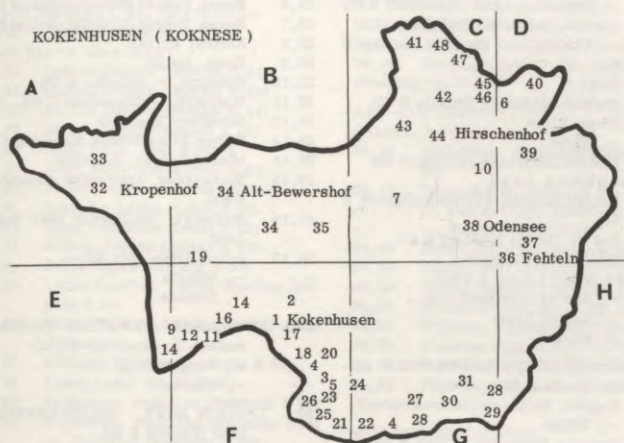 KOKENHUSEN ( KOKNESE )
C D
41 48
47
A
B
45 40
42 46 6
43 44 Hirschenhof
33 39
32 Kropenhof 34 Alt-Bewershof 7 10
34 35 38 Odensee
37
19 36 Fehteln
E H
14 2
9 16 1 Kokenhusen
12 11 17
14 18 20
4
3
5 24 31 28
26 23 27 30
25 29
21 22 4 28
F G